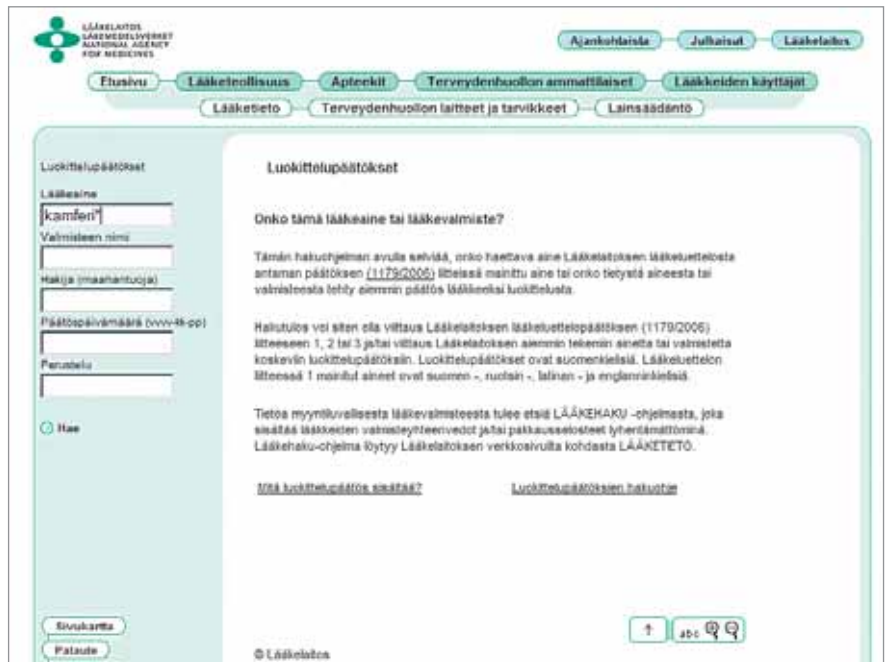 LÄÄKELAITOS
LÄKEMEDELSVERKET
NATIONAL AGENCY
FOR MEDICINES
Ajankohtaista
Julkaisut
Lääkelaitos
Etusivu
Lääketeollisuus
Apteekit
Terveydenhuollon ammattilaiset
Lääkkeiden käyttäjät
Lääketieto
Terveydenhuollon laitteet ja tarvikkeet
Lainsäädäntö
Luokittelupäätökset
Lääkeaine
kamferi*
Valmisteen nimi
Hakija (maahantuoja)
Päätöspäivämäärä (vvvv-kk-pp)
Perustelu
Hae
Luokittelupäätökset
Onko tämä lääkeaine tai lääkevalmiste?
Tämän hakuohjelman avulla selviää, onko haettava aine Lääkelaitoksen lääkeluettelosta
antaman päätöksen (1179/2006) liitteissä mainittu aine tai onko tietystä aineesta tai
valmisteesta tehty aiemmin päätös lääkkeeksi luokittelusta.
Hakutulos voi siten olla viittaus Lääkelaitoksen lääkeluettelopäätöksen (1179/2006)
liitteeseen 1, 2 tai 3 ja/tai viittaus Lääkelaitoksen aiemmin tekemiin ainetta tai valmistetta
koskeviin luokittelupäätöksiin. Luokittelupäätökset ovat suomenkielisiä. Lääkeluettelon
liitteessä 1 mainitut aineet ovat suomen -, ruotsin -, latinan - ja englanninkielisiä.
Tietoa myyntiluvallisesta lääkevalmisteesta tulee etsiä LÄÄKEHAKU -ohjelmasta, joka
sisältää lääkkeiden valmisteyhteenvedot ja/tai pakkausselosteet lyhentämättöminä.
Lääkehaku-ohjelma löytyy Lääkelaitoksen verkkosivuilta kohdasta LÄÄKETIETO.
Mitä luokittelupäätös sisältää?
Luokittelupäätöksien hakuohje
Sivukartta
Palaute
abc
© Lääkelaitos